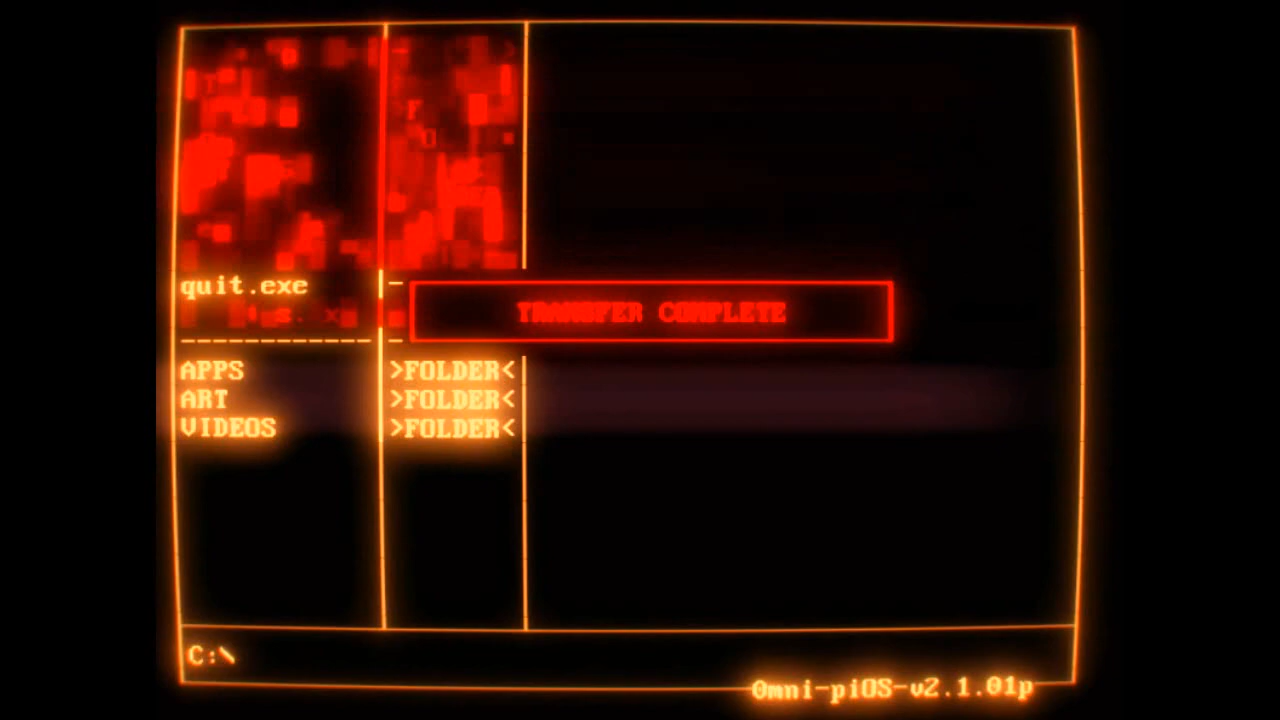 quit.exe
TRANSFER COMPLETE
APPS >FOLDER<
ART >FOLDER<
VIDEOS >FOLDER<
C:\
Omni-piOS-v2.1.01p